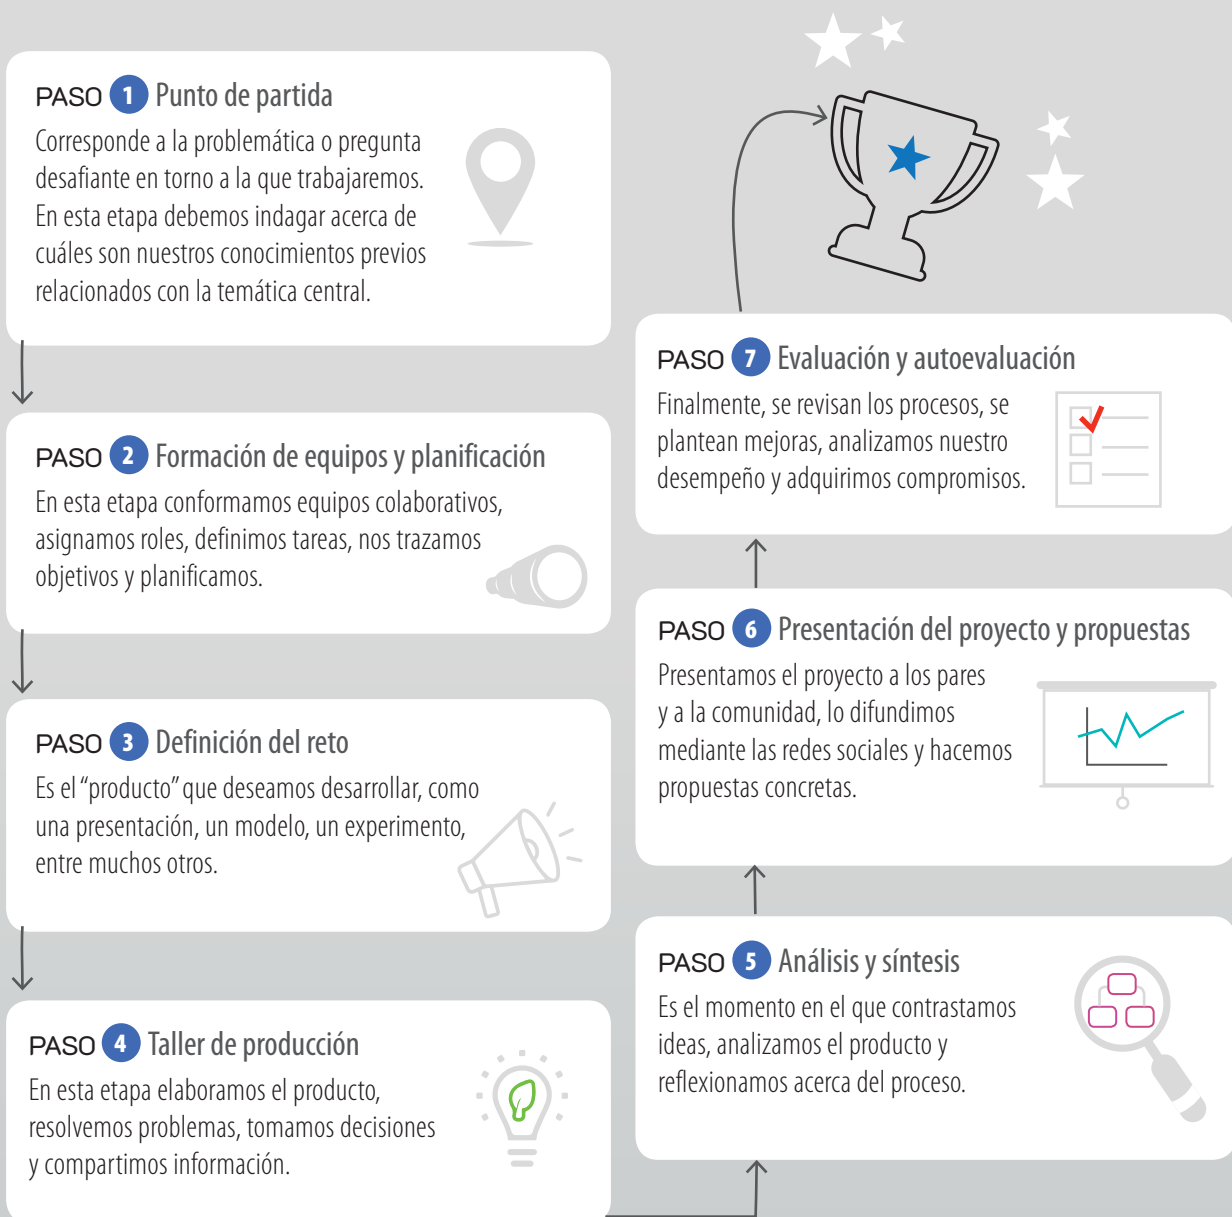 PASO 1 Punto de partida
Corresponde a la problemática o pregunta
desafiante en torno a la que trabajaremos.
En esta etapa debemos indagar acerca de
cuáles son nuestros conocimientos previos
relacionados con la temática central.
PASO 2 Formación de equipos y planificación
En esta etapa conformamos equipos colaborativos,
asignamos roles, definimos tareas, nos trazamos
objetivos y planificamos.
PASO 3 Definición del reto
Es el “producto” que deseamos desarrollar, como
una presentación, un modelo, un experimento,
entre muchos otros.
PASO 4 Taller de producción
En esta etapa elaboramos el producto,
resolvemos problemas, tomamos decisiones
y compartimos información.
PASO 5 Análisis y síntesis
Es el momento en el que contrastamos
ideas, analizamos el producto y
reflexionamos acerca del proceso.
PASO 6 Presentación del proyecto y propuestas
Presentamos el proyecto a los pares
y a la comunidad, lo difundimos
mediante las redes sociales y hacemos
propuestas concretas.
PASO 7 Evaluación y autoevaluación
Finalmente, se revisan los procesos, se
plantean mejoras, analizamos nuestro
desempeño y adquirimos compromisos.